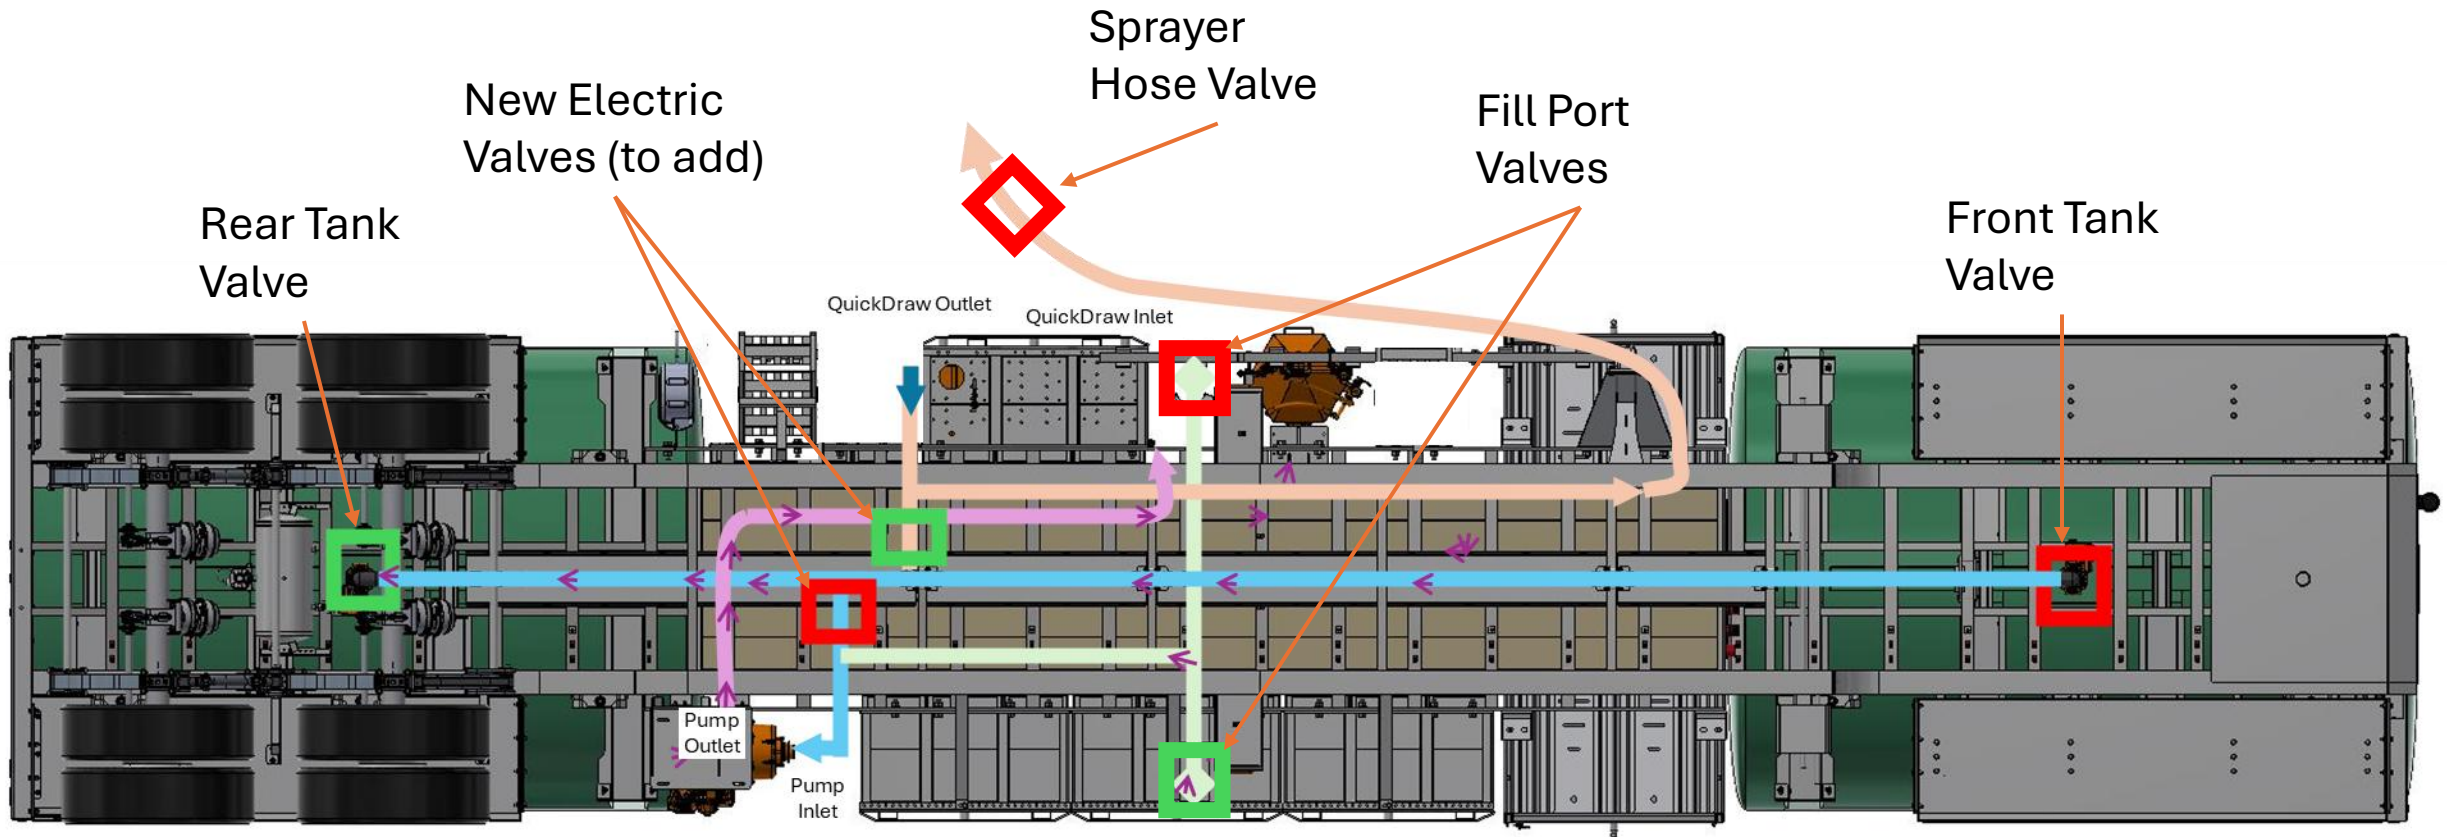 Sprayer
Hose Valve
New Electric
Valves (to add)
Fill Port
Valves
Rear Tank
Valve
Front Tank
Valve
QuickDraw Outlet
QuickDraw Inlet
Pump
Outlet
Pump
Inlet